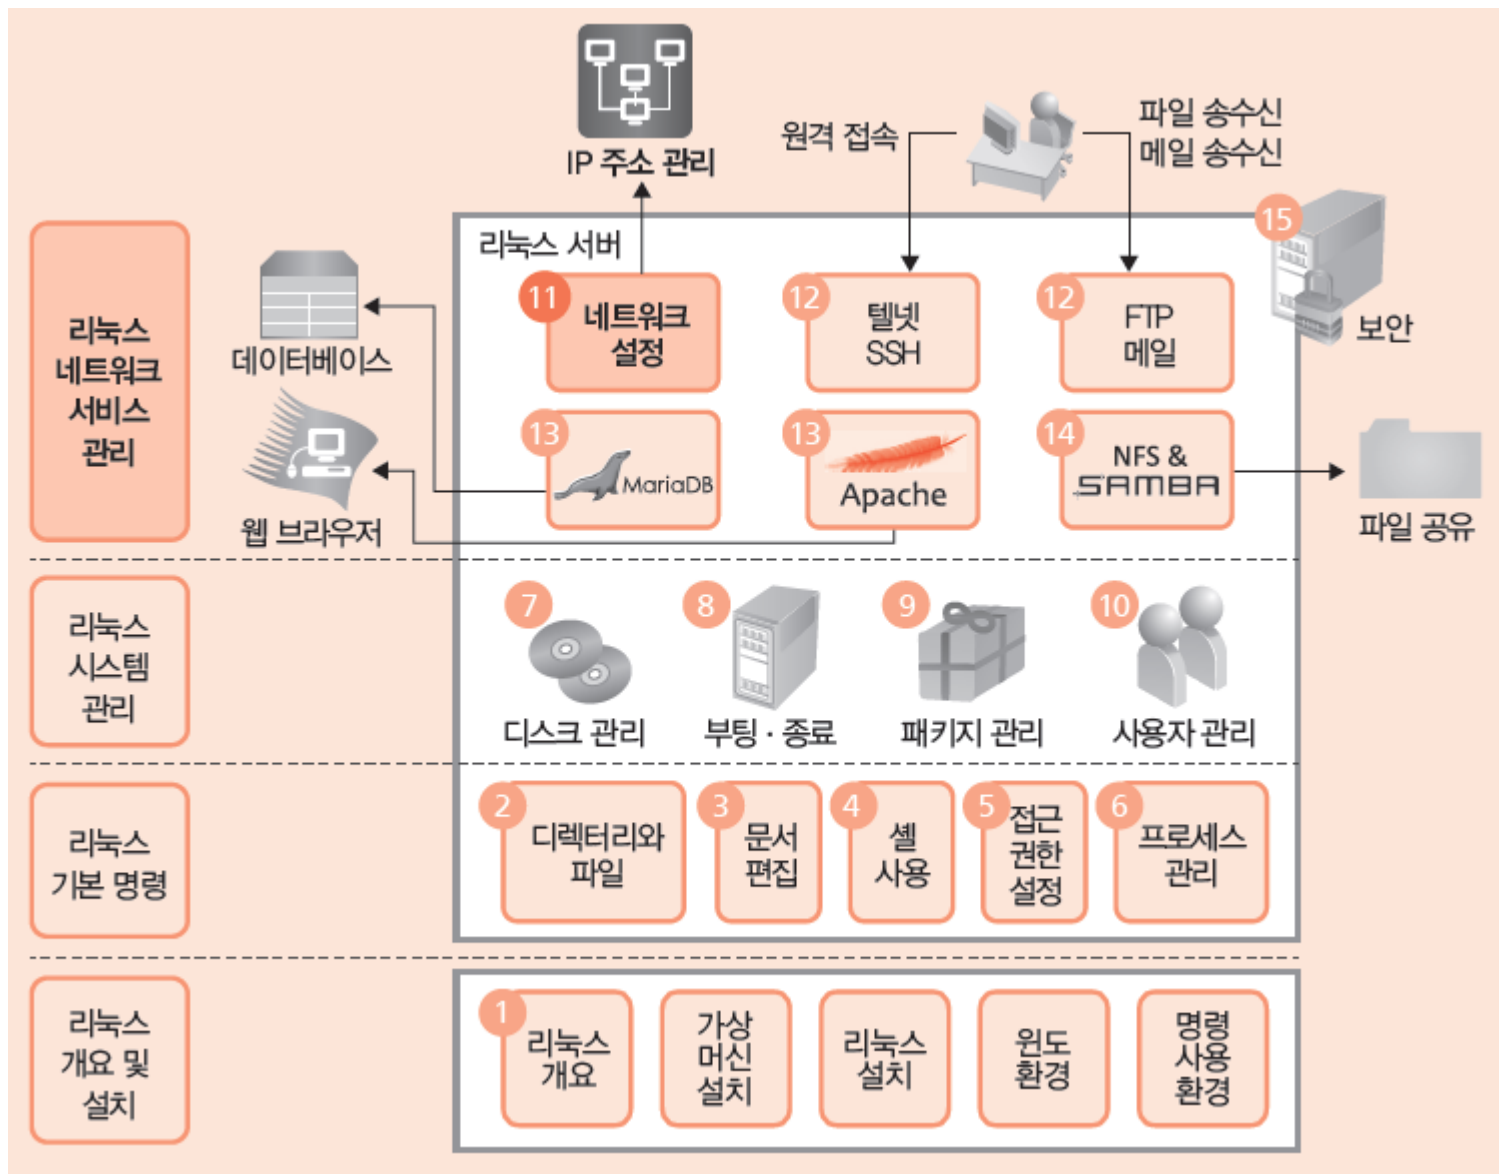 IP 주소 관리
원격 접속
파일 송수신
메일 송수신
리눅스
네트워크
서비스
관리
데이터베이스
웹 브라우저
리눅스 서버
11
네트워크
설정
12
텔넷
SSH
12
FTP
메일
15
보안
13
MariaDB
13
Apache
14
NFS &
SAMBA
파일 공유
리눅스
시스템
관리
7
디스크 관리
8
부팅 · 종료
9
패키지 관리
10
사용자 관리
리눅스
기본 명령
2
디렉터리와
파일
3
문서
편집
4
셸
사용
5
접근
권한
설정
6
프로세스
관리
리눅스
개요 및
설치
1
리눅스
개요
가상
머신
설치
리눅스
설치
윈도
환경
명령
사용
환경